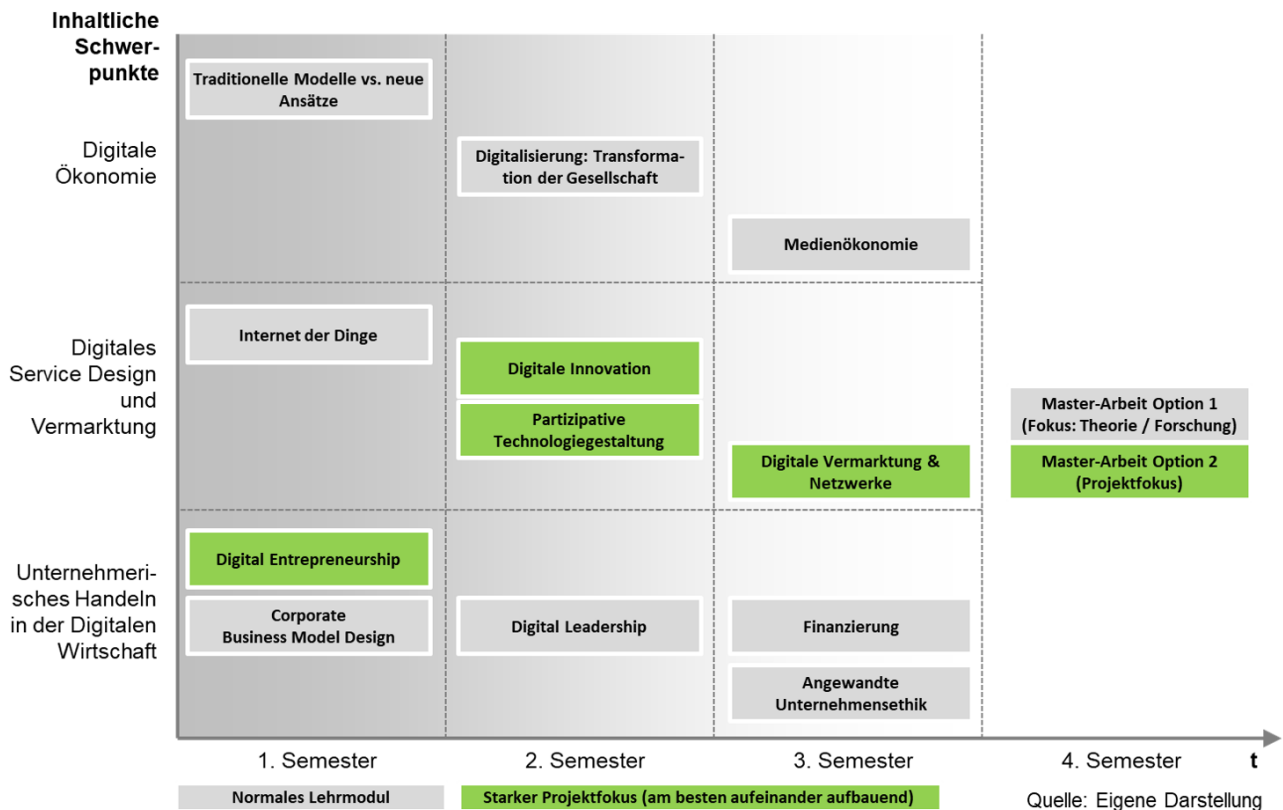 Inhaltliche
Schwer-
punkte
Traditionelle Modelle vs. neue
Ansätze
Digitale
Ökonomie
Digitalisierung: Transforma-
tion der Gesellschaft
Medienökonomie
Internet der Dinge
Digitales
Service Design
und
Vermarktung
Digitale Innovation
Partizipative
Technologiegestaltung
Digitale Vermarktung &
Netzwerke
Master-Arbeit Option 1
(Fokus: Theorie / Forschung)
Master-Arbeit Option 2
(Projektfokus)
Unternehmeri-
sches Handeln
in der Digitalen
Wirtschaft
Digital Entrepreneurship
Corporate
Business Model Design
Digital Leadership
Finanzierung
Angewandte
Unternehmensethik
1. Semester
2. Semester
3. Semester
4. Semester
t
Normales Lehrmodul
Starker Projektfokus (am besten aufeinander aufbauend)
Quelle: Eigene Darstellung